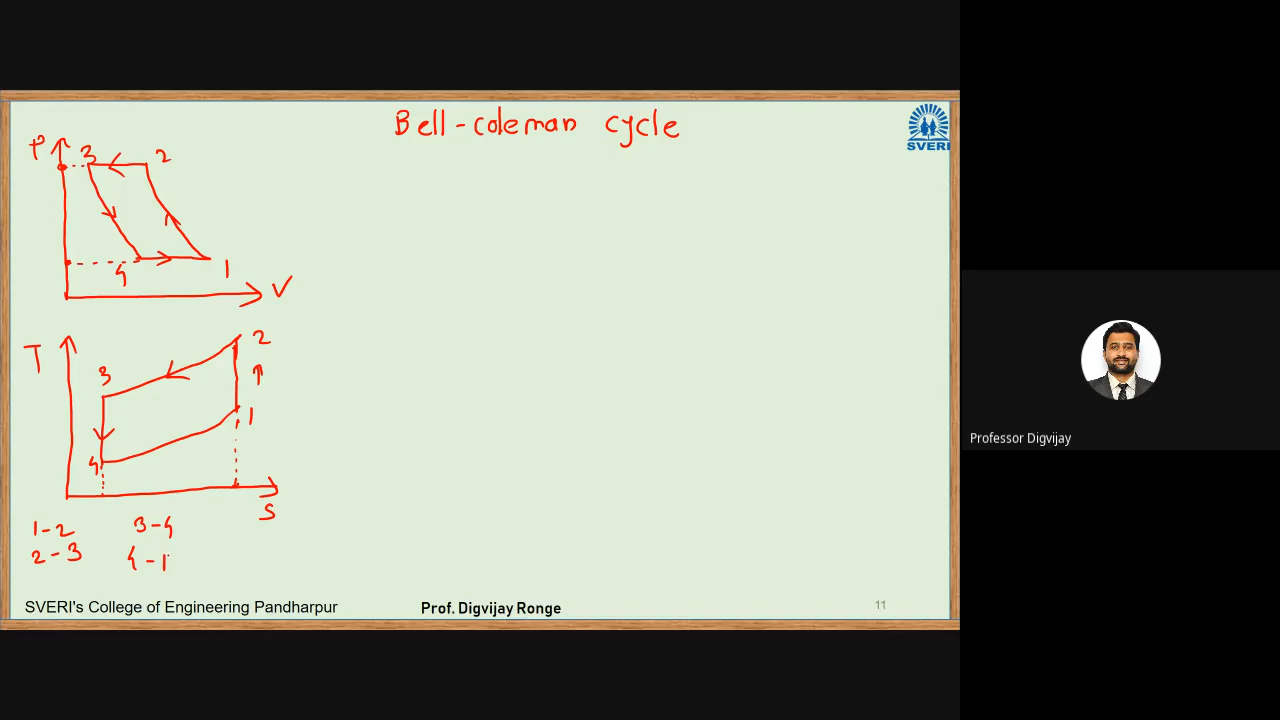 Bell-coleman cycle
SVERI
P
3
2
4
1
V
T
2
3
1
4
S
1-2
3-4
2-3
4-1
SVERI's College of Engineering Pandharpur
Prof. Digvijay Ronge
11
Professor Digvijay